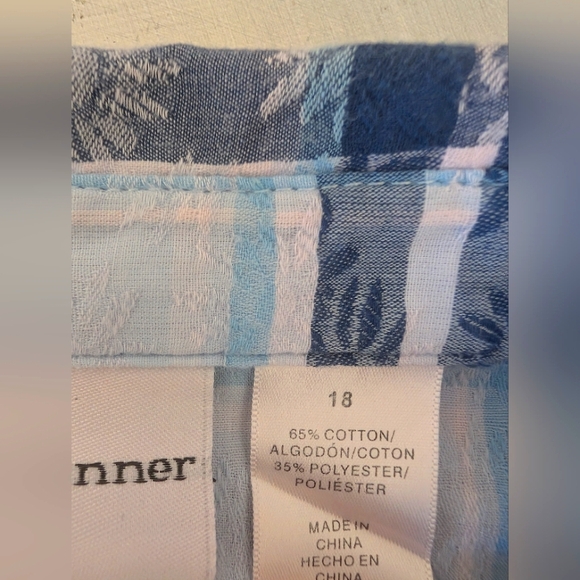 nner
18
65% COTTON/
ALGODÓN/COTON
35% POLYESTER/
POLIÉSTER
MADE IN
CHINA
HECHO EN
CHINA